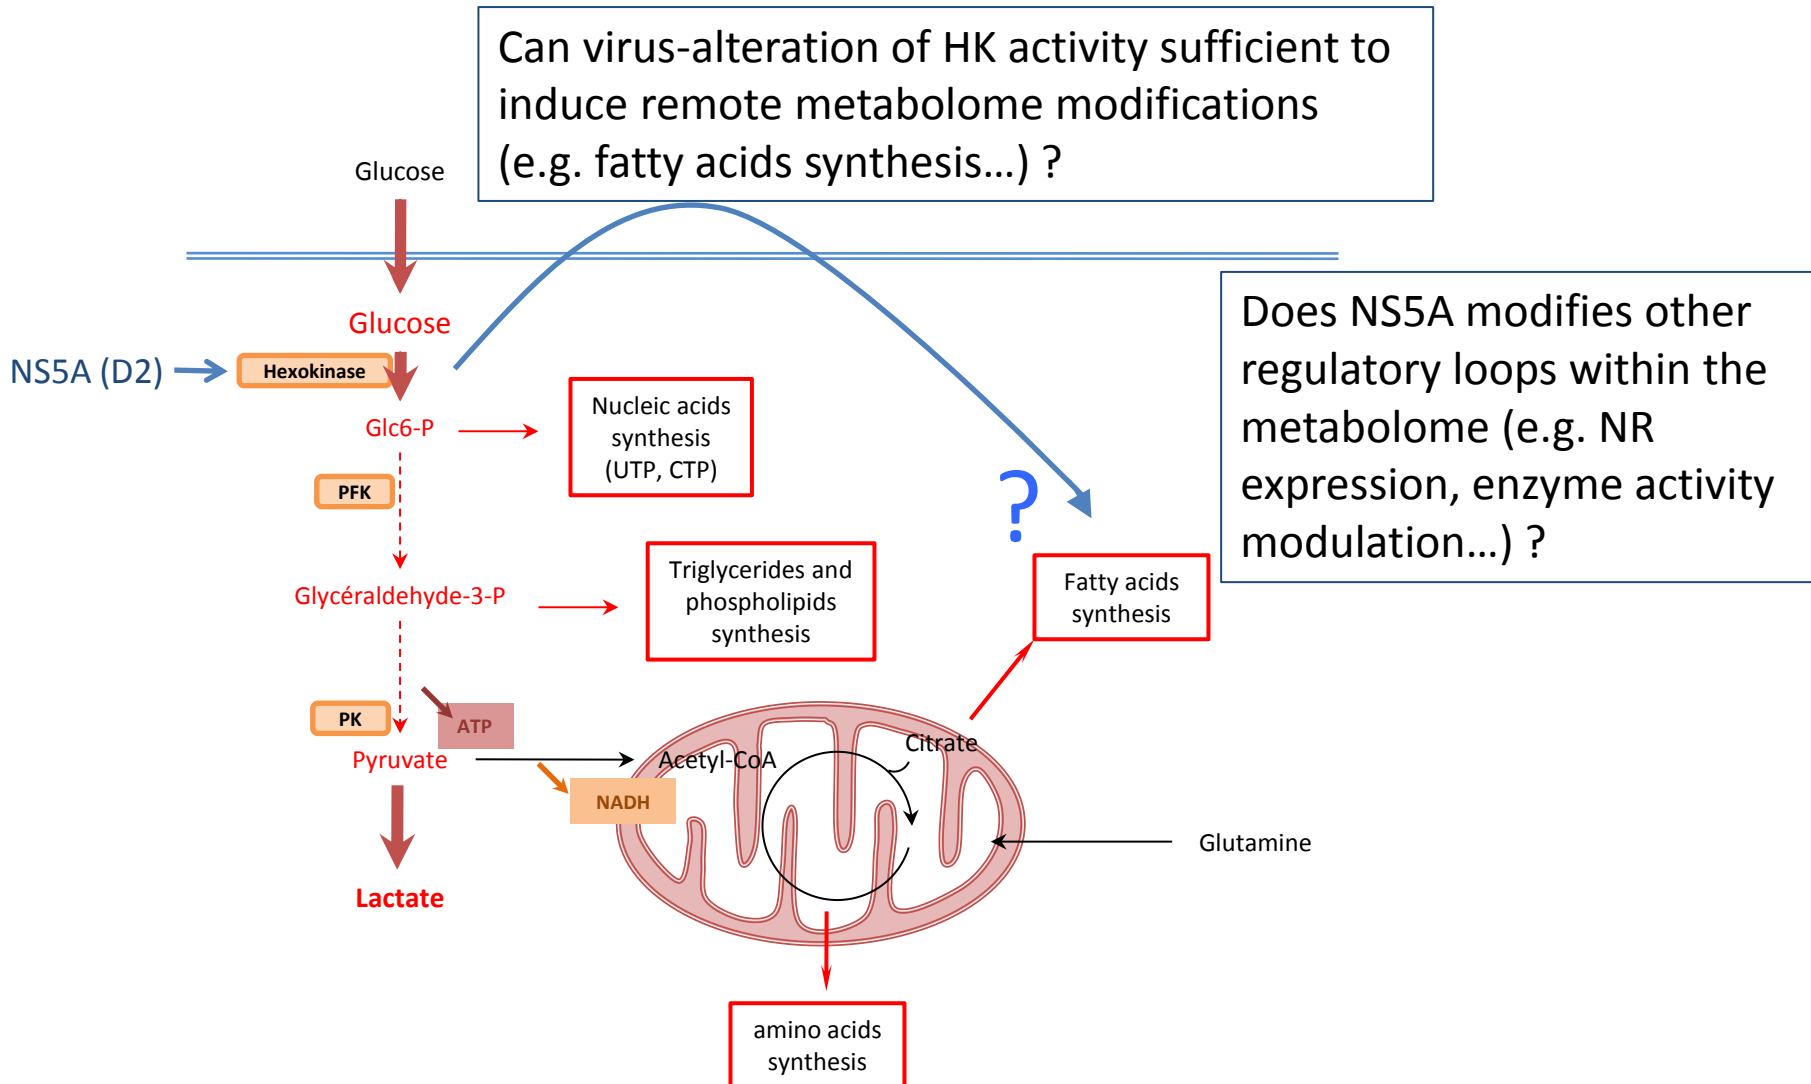 Can virus-alteration of HK activity sufficient to
induce remote metabolome modifications
(e.g. fatty acids synthesis...) ?
Glucose
Does NS5A modifies other
regulatory loops within the
metabolome (e.g. NR
expression, enzyme activity
modulation...) ?
Glucose
NS5A (D2)
Hexokinase
Nucleic acids
synthesis
(UTP, CTP)
Glc6-P
PFK
?
Triglycerides and
phospholipids
synthesis
Glycéraldehyde-3-P
Fatty acids
synthesis
PK
ATP
Pyruvate
Acetyl-CoA
Citrate
NADH
Glutamine
Lactate
amino acids
synthesis